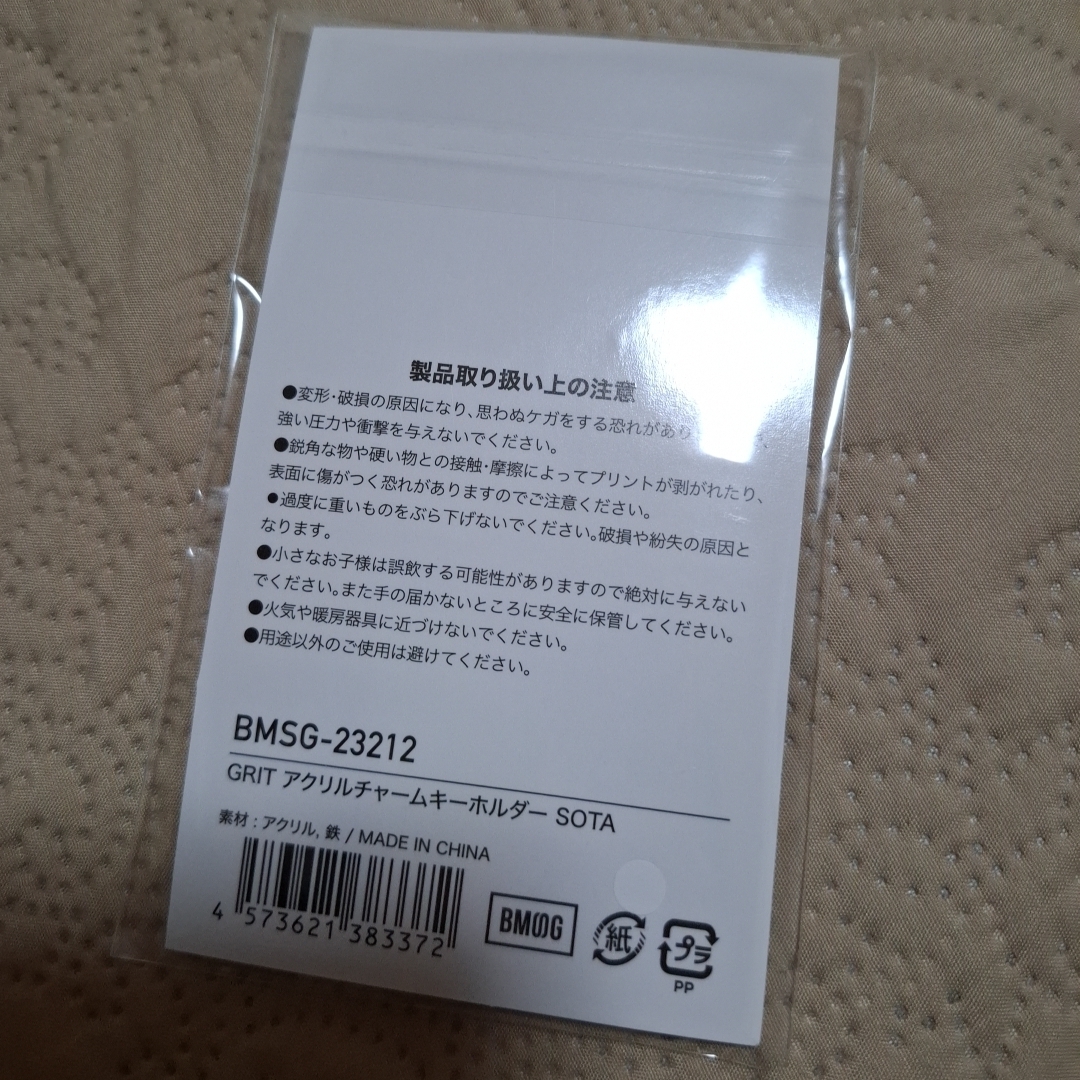 製品取り扱い上の注意
●変形・破損の原因になり、思わぬケガをする恐れがあり
強い圧力や衝撃を与えないでください。
●鋭角な物や硬い物との接触・摩擦によってプリントが剥がれたり、
表面に傷がつく恐れがありますのでご注意ください。
●過度に重いものをぶら下げないでください。破損や紛失の原因と
なります。
●小さなお子様は誤飲する可能性がありますので絶対に与えない
でください。また手の届かないところに安全に保管してください。
●火気や暖房器具に近づけないでください。
●用途以外のご使用は避けてください。
BMSG-23212
GRIT アクリルチャームキーホルダー SOTA
素材 : アクリル, 鉄 / MADE IN CHINA
4 573621 383372
BMSG
紙
プラ
PP